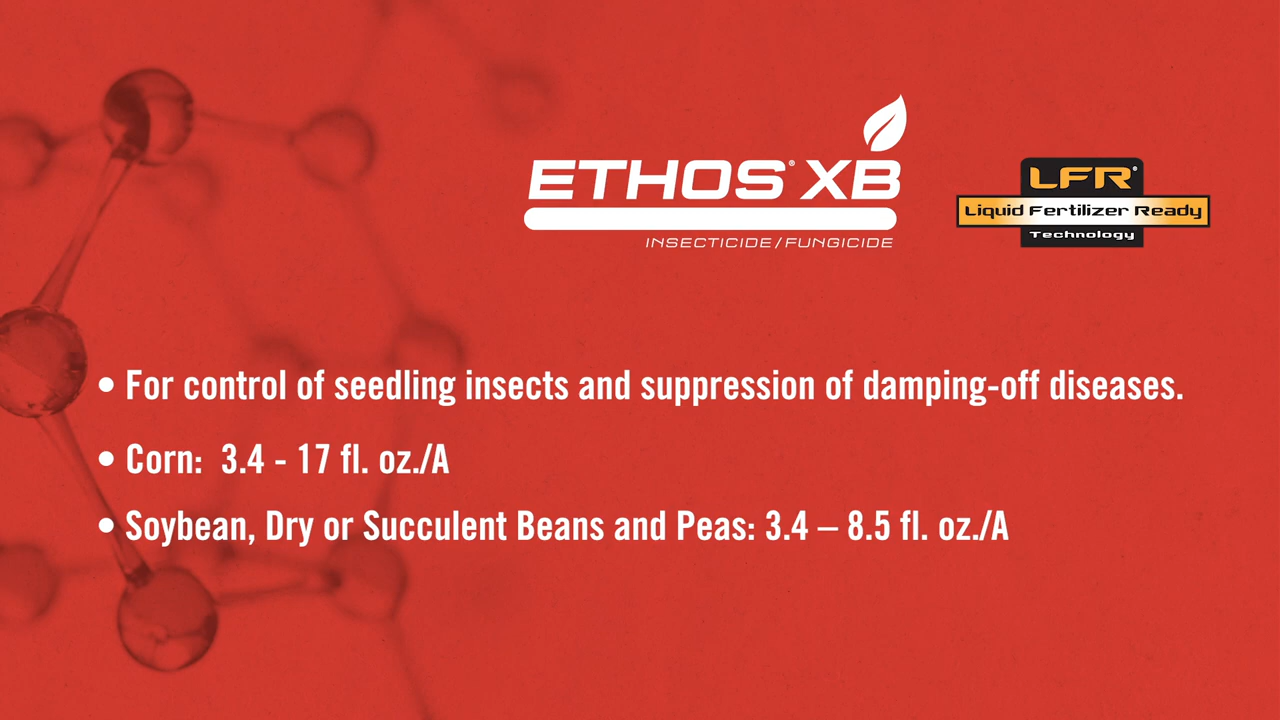 ETHOS® XB
INSECTICIDE/FUNGICIDE
LFR®
Liquid Fertilizer Ready
Technology
• For control of seedling insects and suppression of damping-off diseases.
• Corn:  3.4 - 17 fl. oz./A
• Soybean, Dry or Succulent Beans and Peas: 3.4 – 8.5 fl. oz./A